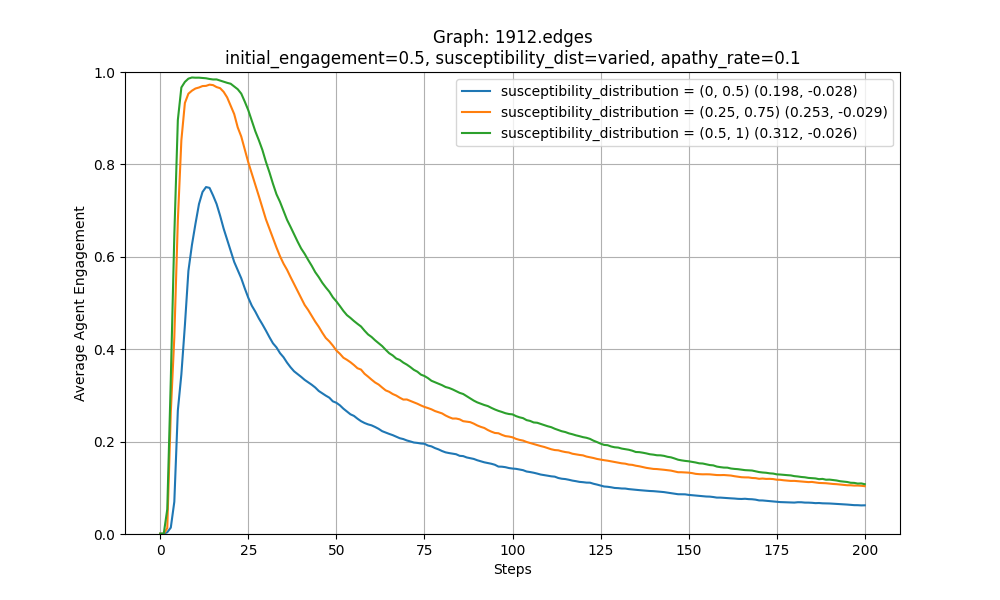 Graph: 1912.edges
initial_engagement=0.5, susceptibility_dist=varied, apathy_rate=0.1
susceptibility_distribution = (0, 0.5) (0.198, -0.028)
susceptibility_distribution = (0.25, 0.75) (0.253, -0.029)
susceptibility_distribution = (0.5, 1) (0.312, -0.026)
Average Agent Engagement
1.0
0.8
0.6
0.4
0.2
0.0
0 25 50 75 100 125 150 175 200
Steps